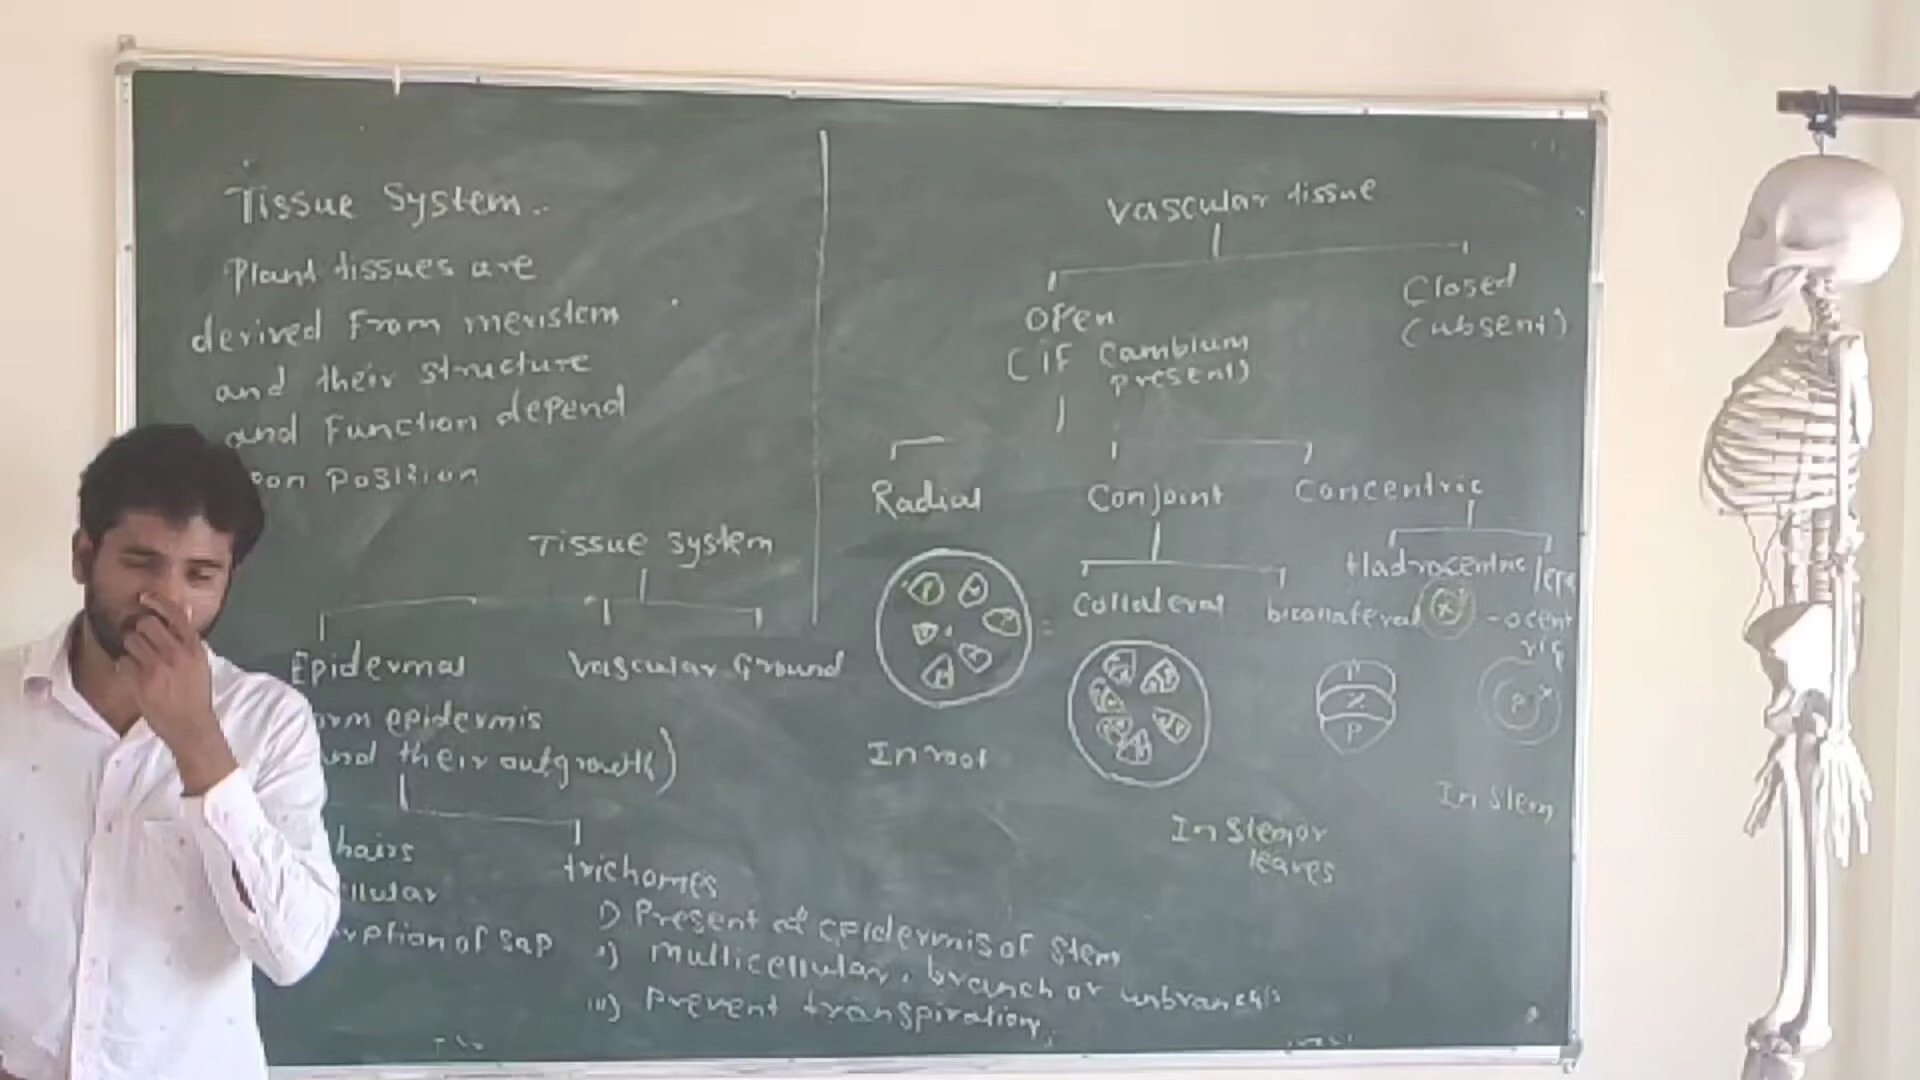 Tissue System..
Plant tissues are
derived From meristem
and their structure
and Function depend
Position
Tissue System
Epidermal
Vascular
Ground
epidermis
their outgrowth)
hairs
trichomes
of Sap
i) Present at epidermis of Stem
multicellular, branch or
iii) Prevent transpiration
Vascular tissue
Open
(if Cambium
present)
Closed
(absent)
Radial
Conjoint
Concentric
Collateral
bicollateral
Hadrocentric
X
X
P
P
X
In root
In Stem or
leaves
In Stem